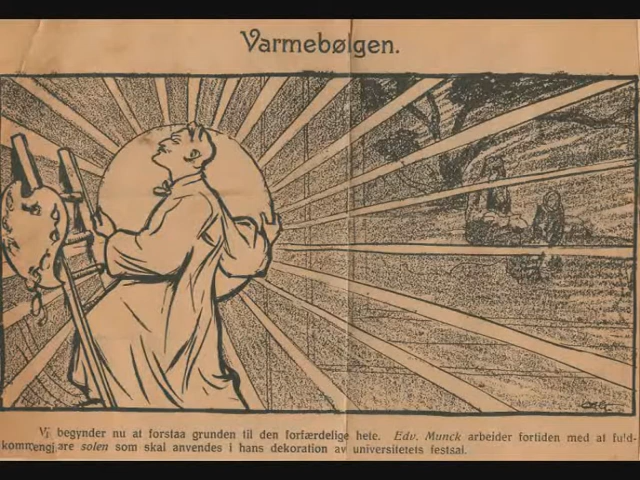 Varmebølgen.
Vi begynder nu at forstaa grunden til den forfærdelige hete. Edv. Munck arbeider fortiden med at fuld-
solen som skal anvendes i hans dekoration av universitetets festsal.